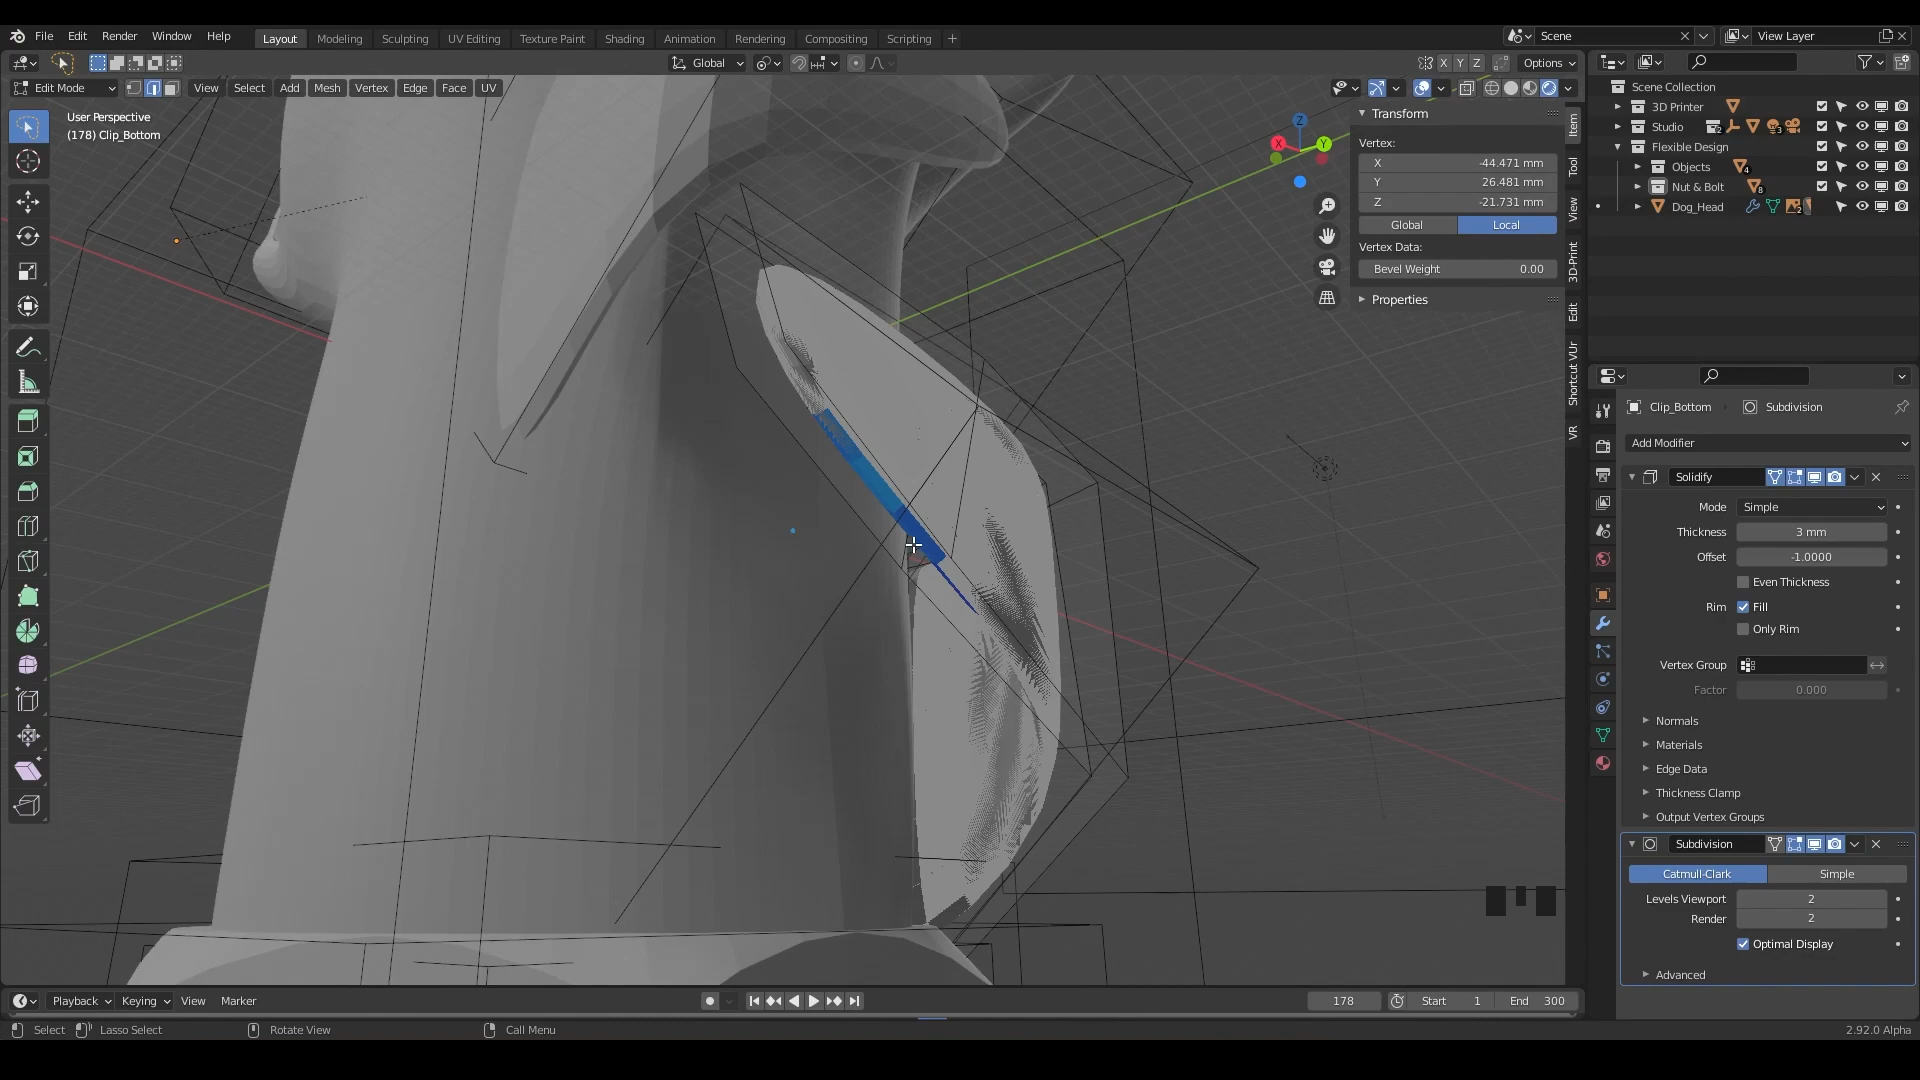 File Edit Render Window Help
Layout Modeling Sculpting UV Editing Texture Paint Shading Animation Rendering Compositing Scripting +
Scene
View Layer
Global
X Y Z
Options
Edit Mode
View Select Add Mesh Vertex Edge Face UV
User Perspective
(178) Clip_Bottom
Z
X
Y
Transform
Vertex:
X -44.471 mm
Y 26.481 mm
Z -21.731 mm
Global Local
Vertex Data:
Bevel Weight 0.00
Properties
Item
Tool
View
3D-Print
Edit
Shortcut VUr
VR
Scene Collection
3D Printer
Studio 2 3
Flexible Design
Objects 4
Nut & Bolt 8
Dog_Head 2
Clip_Bottom Subdivision
Add Modifier
Solidify
Mode Simple
Thickness 3 mm
Offset -1.0000
Even Thickness
Rim Fill
Only Rim
Vertex Group
Factor 0.000
Normals
Materials
Edge Data
Thickness Clamp
Output Vertex Groups
Subdivision
Catmull-Clark Simple
Levels Viewport 2
Render 2
Optimal Display
Advanced
Playback Keying View Marker
178 Start 1 End 300
Select Lasso Select Rotate View Call Menu
2.92.0 Alpha